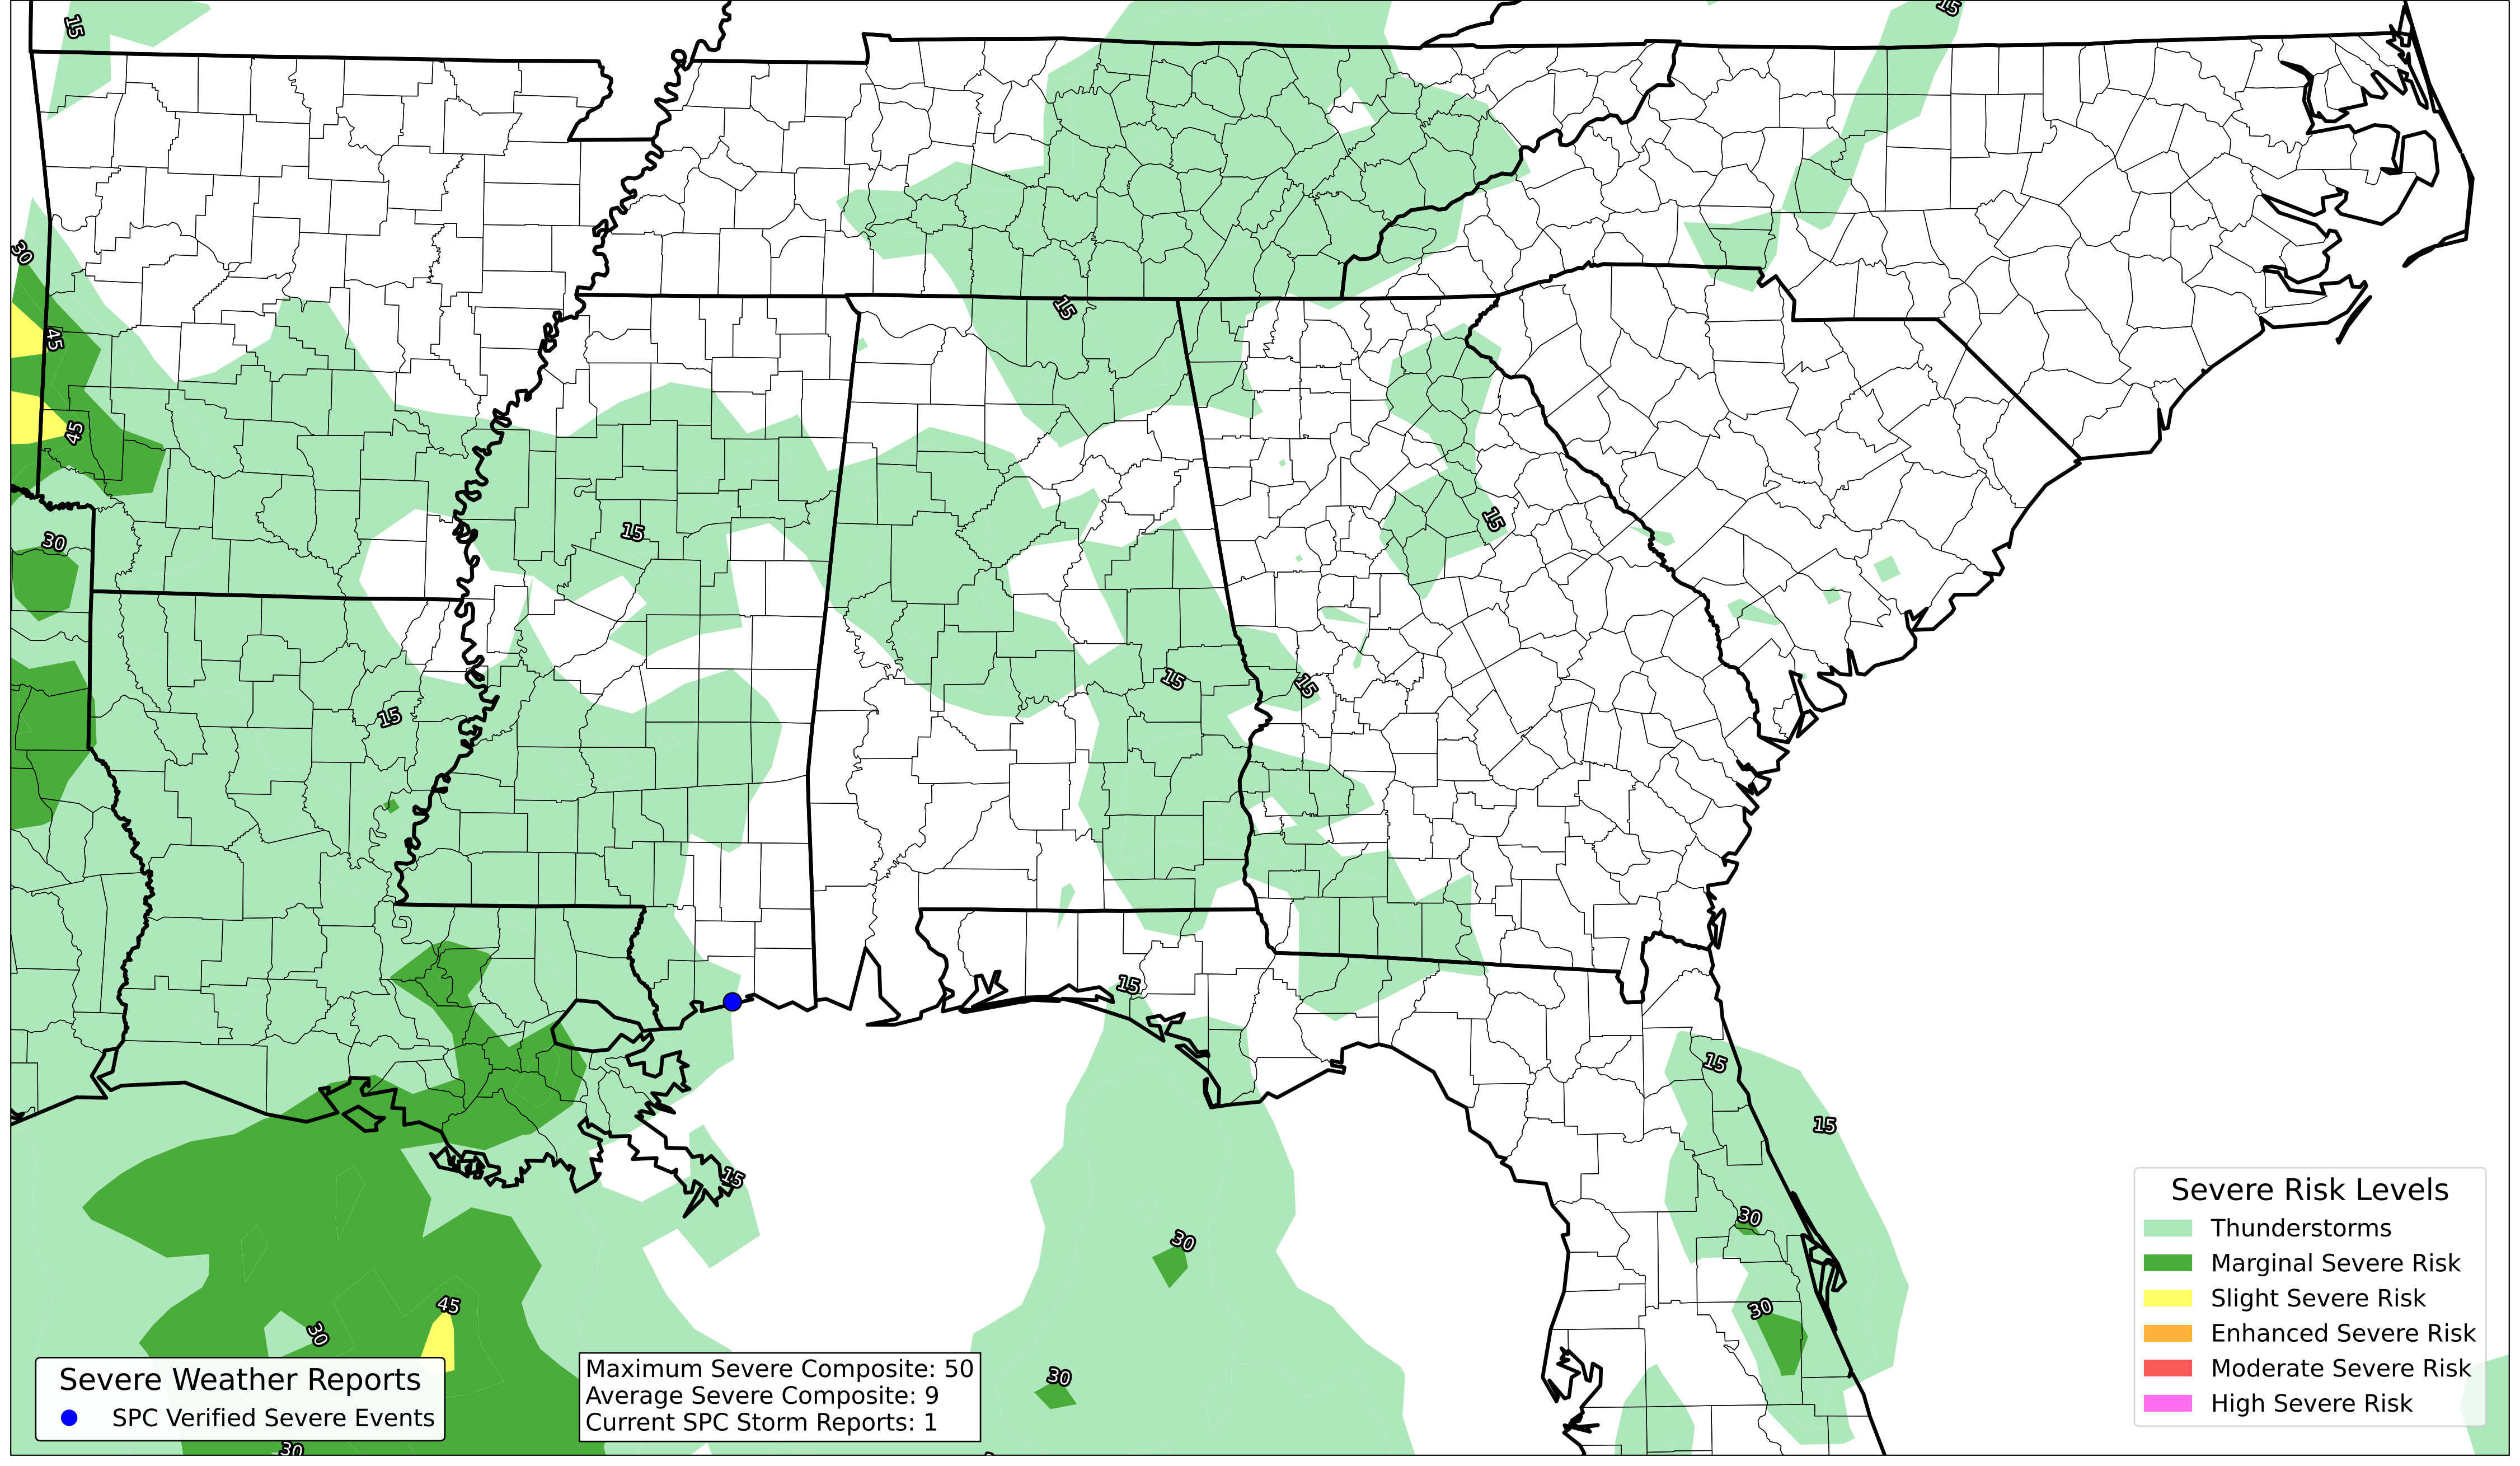 15
15
30
45
15
45
15
15
30
15
15
15
15
15
15
15
15
30
30
45
30
30
30
30
Severe Risk Levels
Thunderstorms
Marginal Severe Risk
Slight Severe Risk
Enhanced Severe Risk
Moderate Severe Risk
High Severe Risk
Severe Weather Reports
SPC Verified Severe Events
Maximum Severe Composite: 50
Average Severe Composite: 9
Current SPC Storm Reports: 1